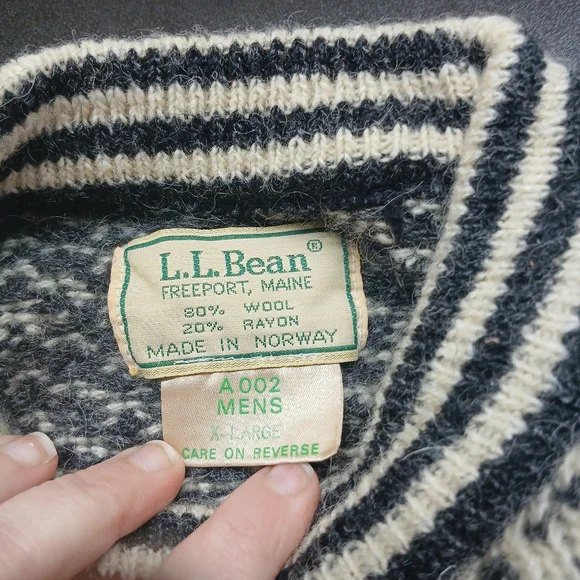 L.L.Bean®
FREEPORT, MAINE
80% WOOL
20% RAYON
MADE IN NORWAY
A 002
MENS
X-LARGE
CARE ON REVERSE